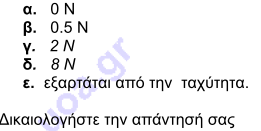 α. 0 N
β. 0.5 N
γ. 2 N
δ. 8 N
ε. εξαρτάται από την ταχύτητα.
Δικαιολογήστε την απάντησή σας